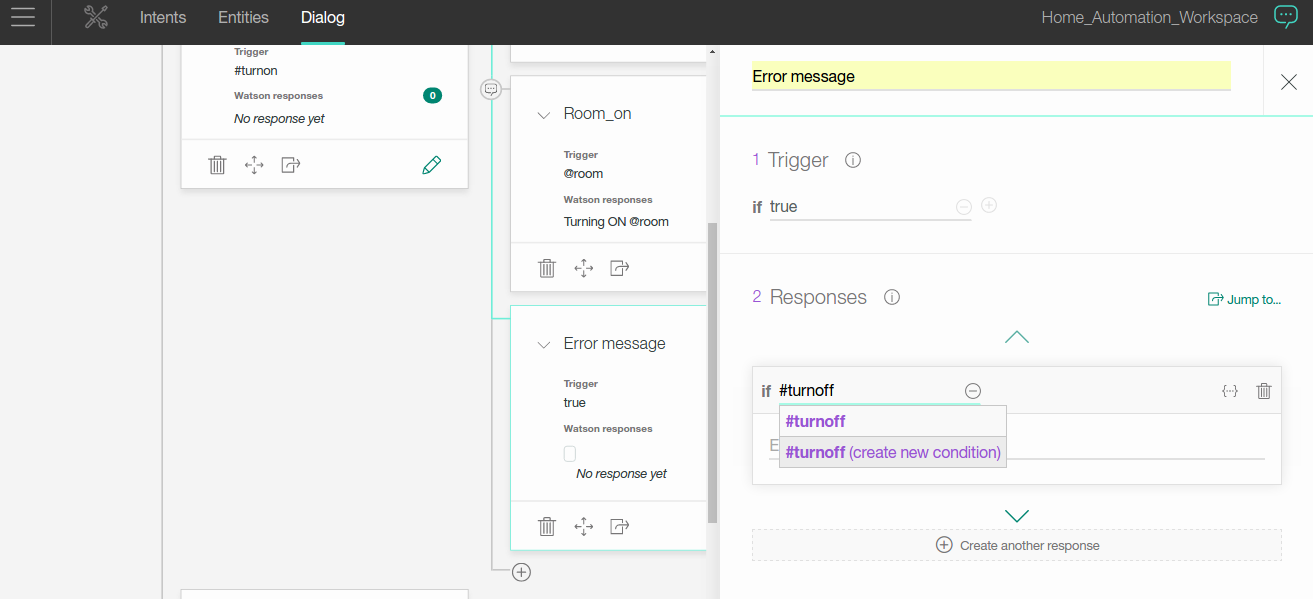 Intents Entities Dialog Home_Automation_Workspace
Trigger
#turnon
Watson responses 0
No response yet
Room_on
Trigger
@room
Watson responses
Turning ON @room
Error message
Trigger
true
Watson responses
No response yet
Error message
1 Trigger
if true
2 Responses
Jump to...
if #turnoff
#turnoff
E
#turnoff (create new condition)
Create another response